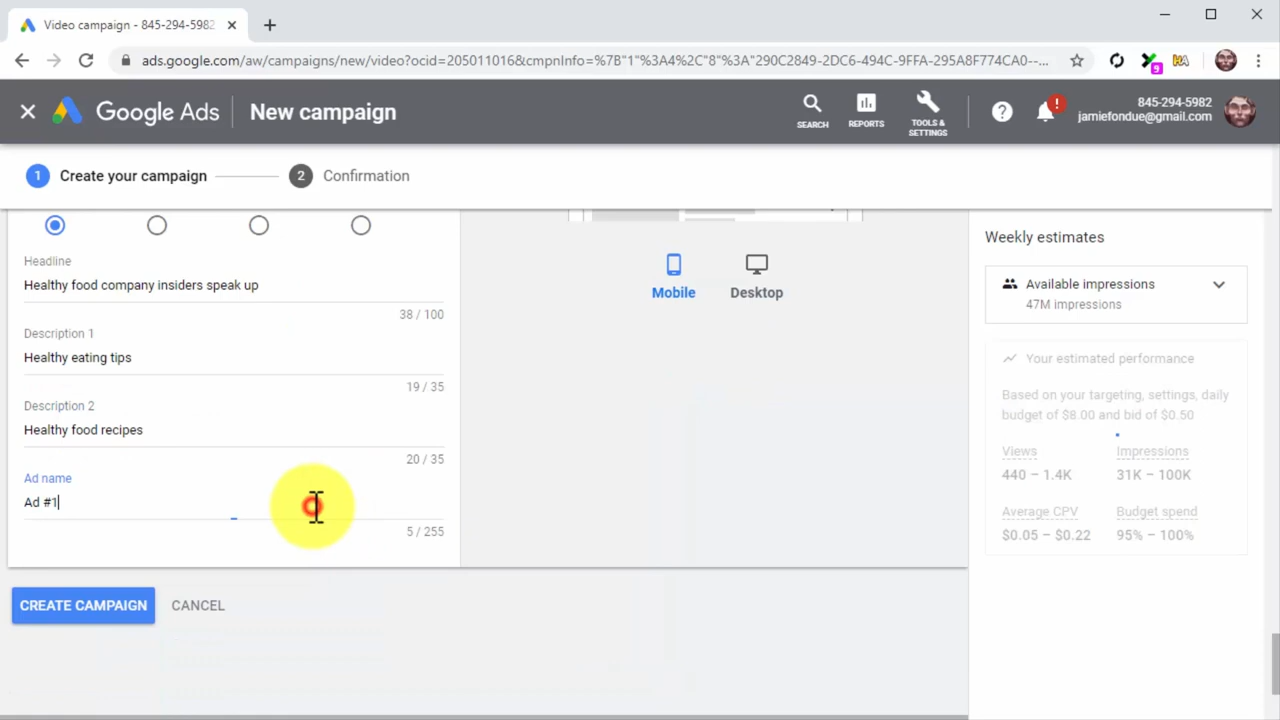 Video campaign - 845-294-5982
ads.google.com/aw/campaigns/new/video?ocid=205011016&cmpnInfo=%7B"1"%3A4%2C"8"%3A"290C2849-2DC6-494C-9FFA-295A8F774CA0--...
9
Google Ads
New campaign
SEARCH
REPORTS
TOOLS &
SETTINGS
!
845-294-5982
jamiefondue@gmail.com
1 Create your campaign
2 Confirmation
Headline
Healthy food company insiders speak up
38 / 100
Description 1
Healthy eating tips
19 / 35
Description 2
Healthy food recipes
20 / 35
Ad name
Ad #1
5 / 255
CREATE CAMPAIGN
CANCEL
Mobile
Desktop
Weekly estimates
Available impressions
47M impressions
Your estimated performance
Based on your targeting, settings, daily
budget of $8.00 and bid of $0.50
Views
Impressions
440 – 1.4K
31K – 100K
Average CPV
Budget spend
$0.05 – $0.22
95% – 100%